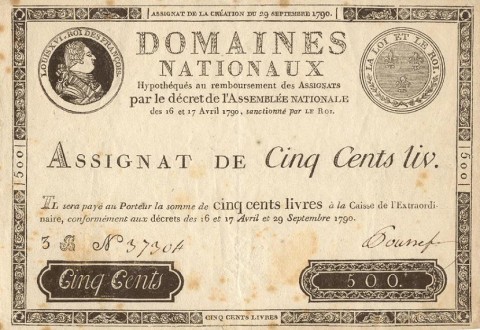 ASSIGNAT DE LA CRÉATION DU 29 SEPTEMBRE 1790.
LOUIS XVI. ROI DES FRANÇOIS.
LA LOI ET LE ROI.
DOMAINES
NATIONAUX
Hypothéqués au remboursement des ASSIGNATS
par le décret de l'ASSEMBLÉE NATIONALE
des 16 et 17 Avril 1790, sanctionné par LE ROI.
500
500
ASSIGNAT DE Cinq Cents liv.
IL sera payé au Porteur la somme de cinq cents livres à la Caisse de l'Extraordi-
naire, conformément aux décrets des 16 et 17 Avril et 29 Septembre 1790.
3 N° 37304
Cinq Cents
500.
CINQ CENTS LIVRES